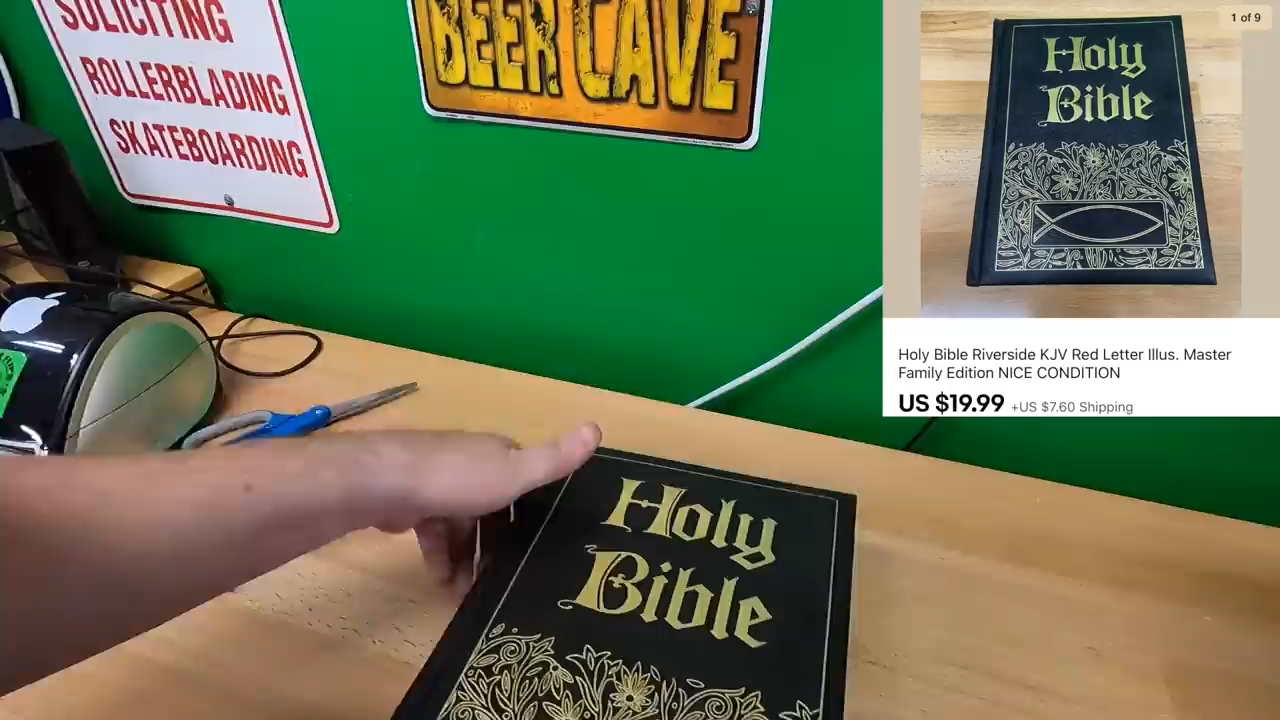 SOLICITING
ROLLERBLADING
SKATEBOARDING
BEER CAVE
1 of 9
Holy
Bible
Holy Bible Riverside KJV Red Letter Illus. Master
Family Edition NICE CONDITION
US $19.99 +US $7.60 Shipping
Holy
Bible